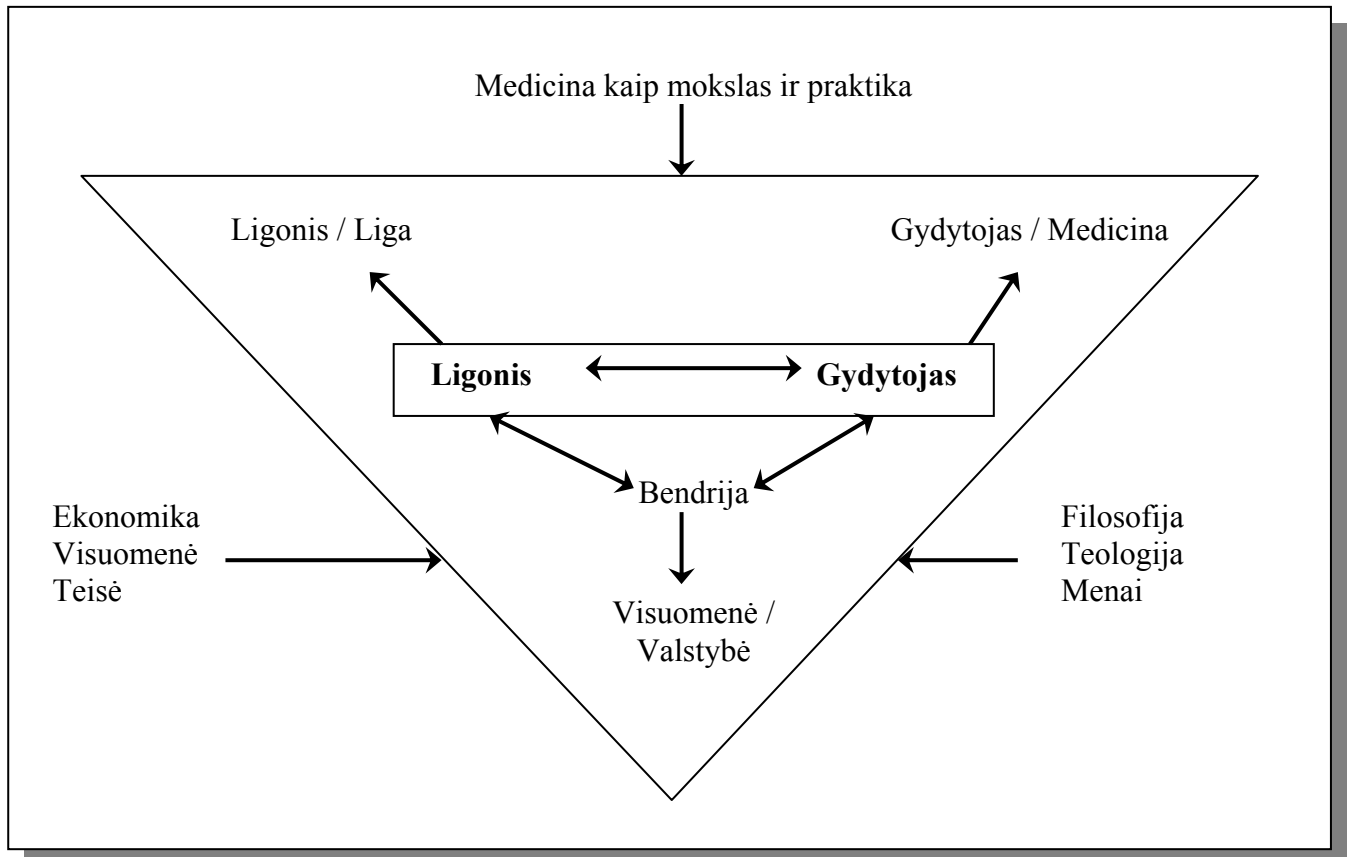 Medicina kaip mokslas ir praktika
Ligonis / Liga
Gydytojas / Medicina
Ligonis
Gydytojas
Bendrija
Ekonomika
Visuomenė
Teisė
Filosofija
Teologija
Menai
Visuomenė /
Valstybė